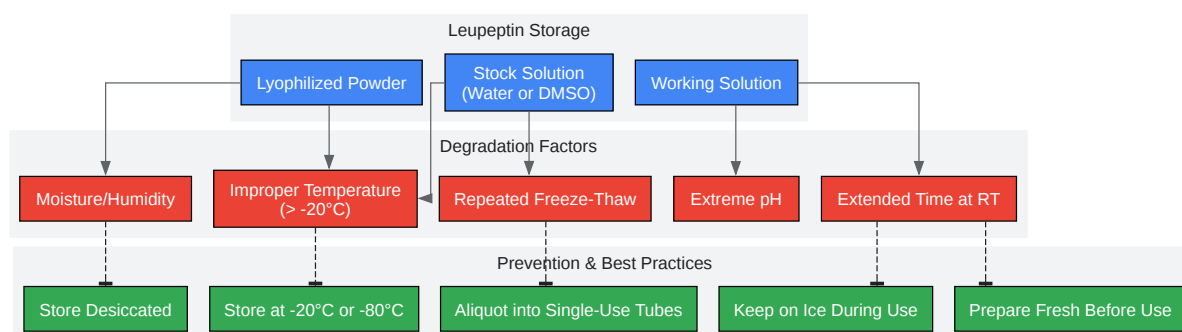 Leupeptin Storage
Lyophilized Powder
Stock Solution
(Water or DMSO)
Working Solution
Degradation Factors
Moisture/Humidity
Improper Temperature
(> -20°C)
Repeated Freeze-Thaw
Extreme pH
Extended Time at RT
Prevention & Best Practices
Store Desiccated
Store at -20°C or -80°C
Aliquot into Single-Use Tubes
Keep on Ice During Use
Prepare Fresh Before Use